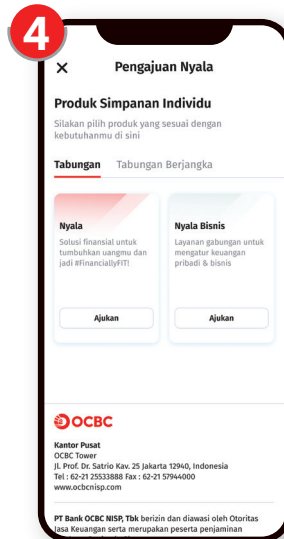 4
Pengajuan Nyala
Produk Simpanan Individu
Silakan pilih produk yang sesuai dengan
kebutuhanmu di sini
Tabungan Tabungan Berjangka
Nyala
Solusi finansial untuk
tumbuhkan uangmu dan
jadi #FinanciallyFIT!
Ajukan
Nyala Bisnis
Layanan gabungan untuk
mengatur keuangan
pribadi & bisnis
Ajukan
OCBC
Kantor Pusat
OCBC Tower
Jl. Prof. Dr. Satrio Kav. 25 Jakarta 12940, Indonesia
Tel : 62-21 25533888 Fax : 62-21 57944000
www.ocbcnisp.com
PT Bank OCBC NISP, Tbk berizin dan diawasi oleh Otoritas
Jasa Keuangan serta merupakan peserta penjaminan